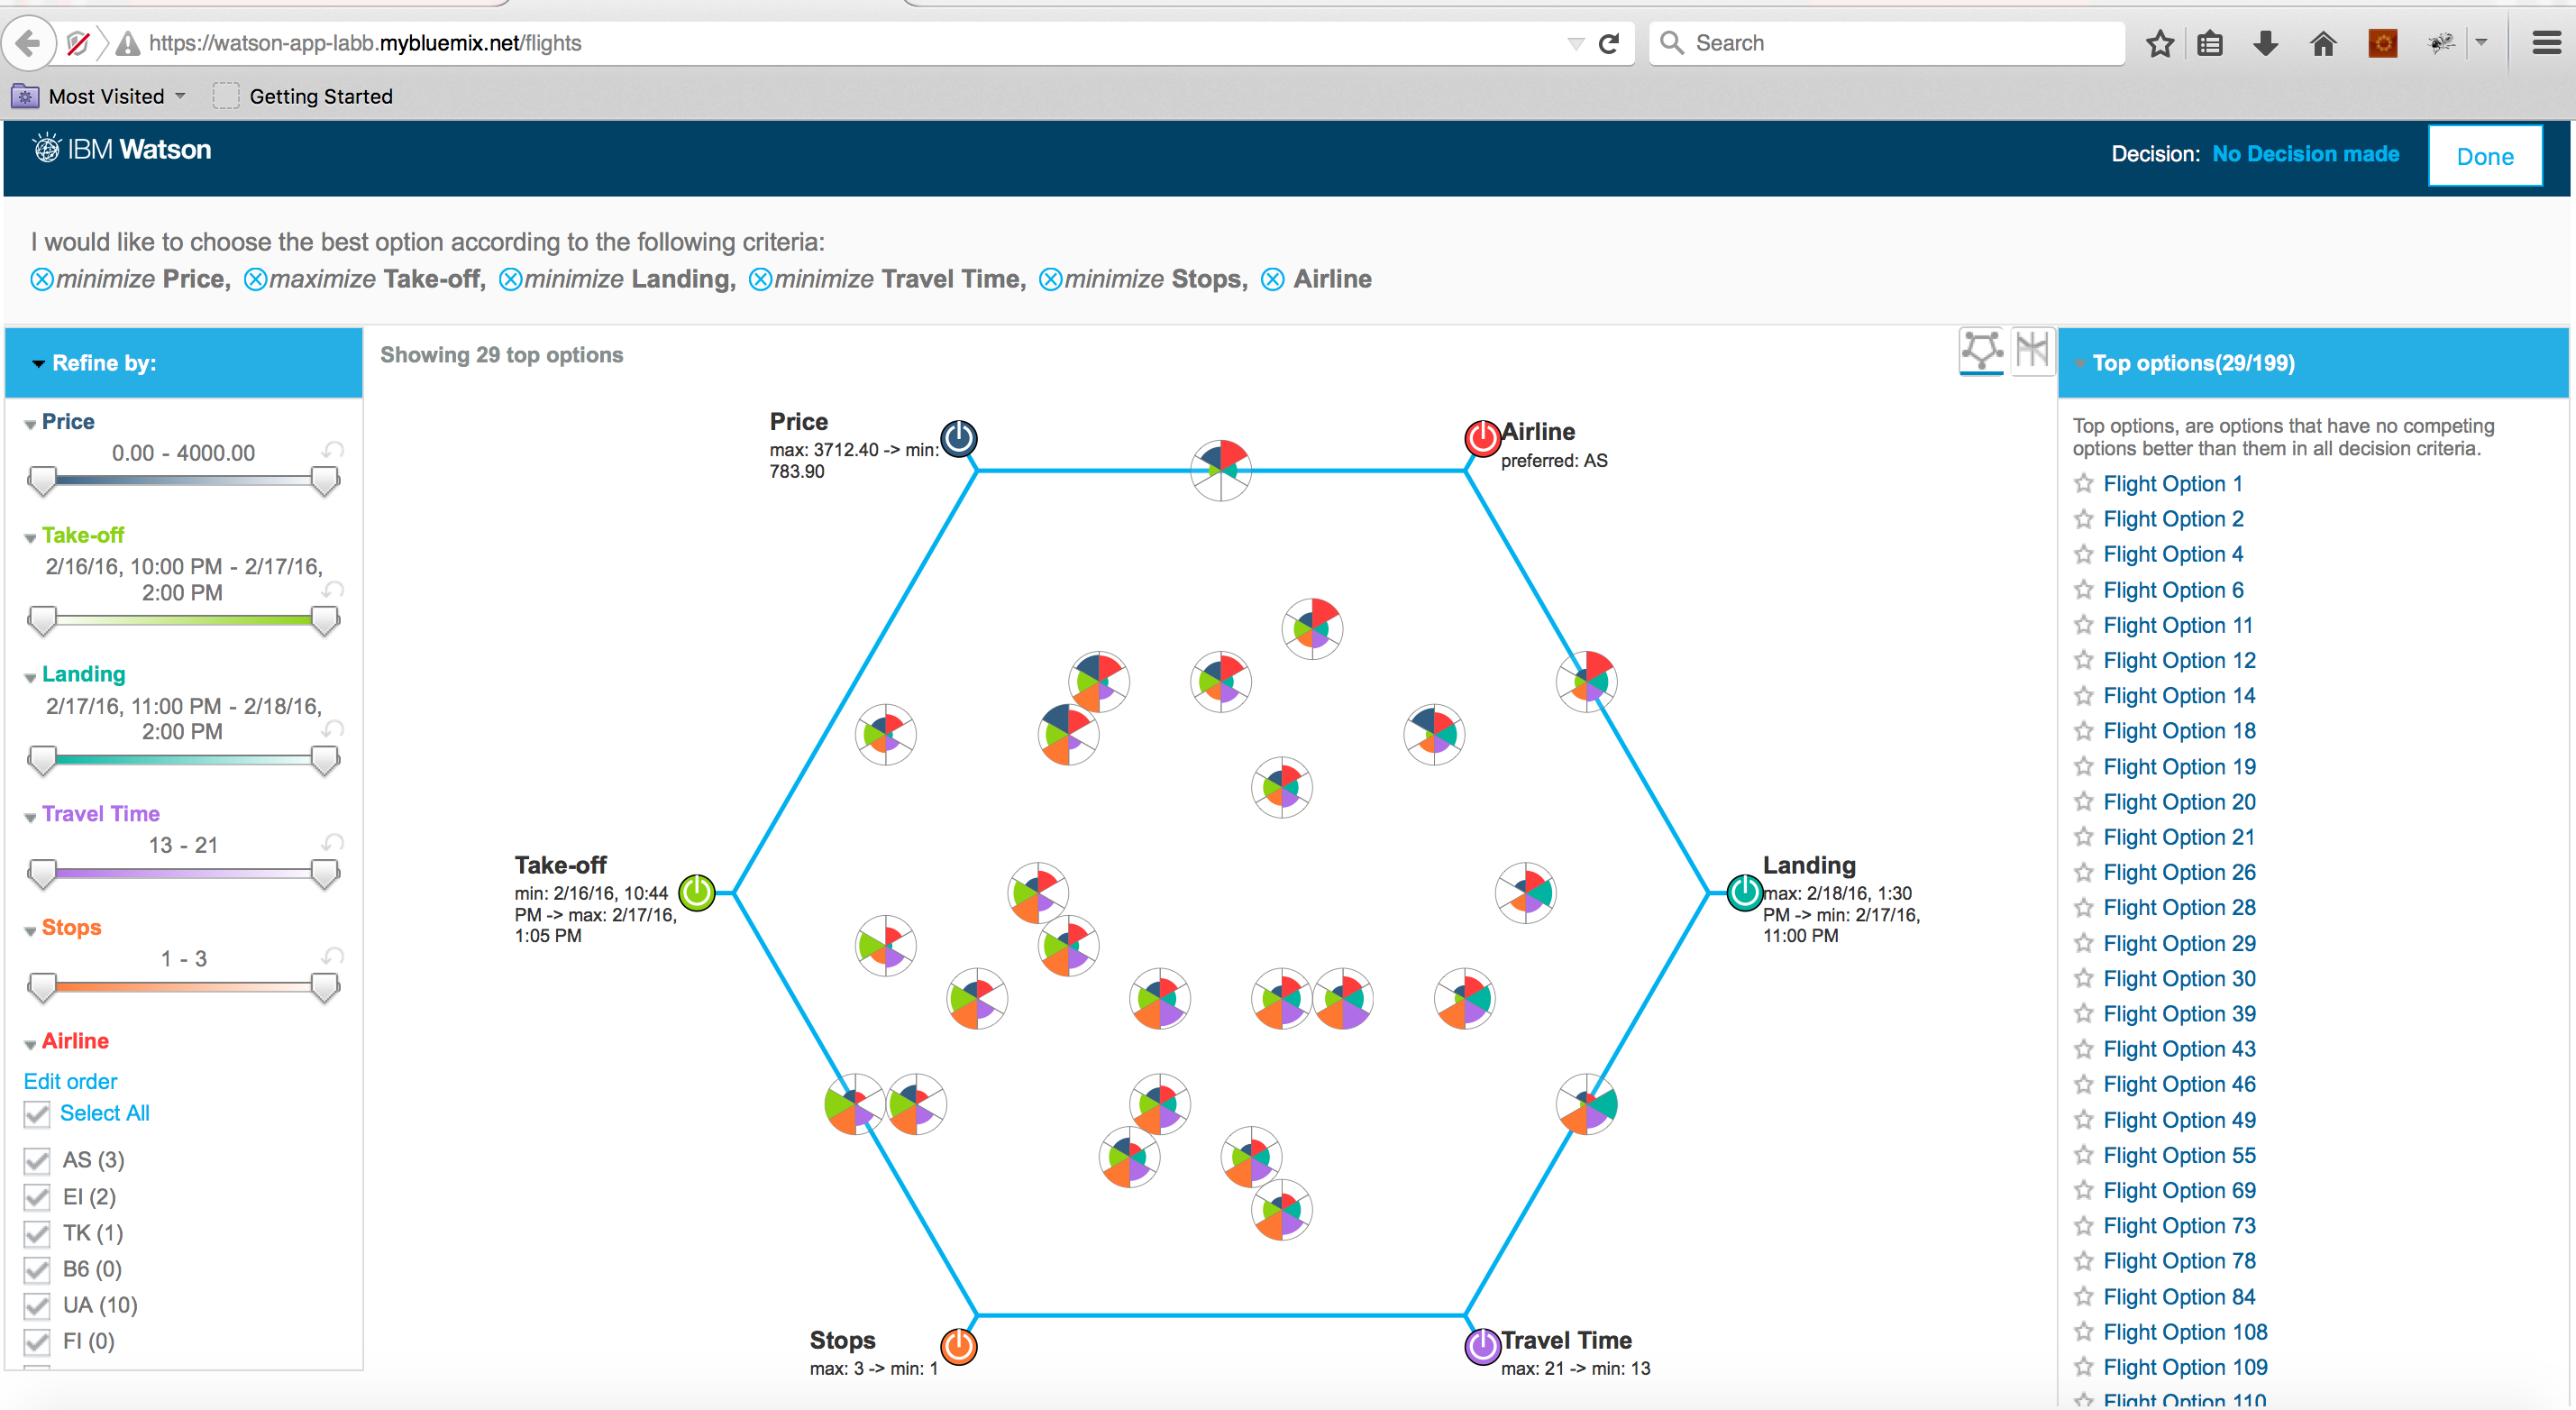 https://watson-app-labb.mybluemix.net/flights
Search
Most Visited
Getting Started
IBM Watson
Decision: No Decision made
Done
I would like to choose the best option according to the following criteria:
minimize Price, maximize Take-off, minimize Landing, minimize Travel Time, minimize Stops, Airline
Refine by:
Price
0.00 - 4000.00
Take-off
2/16/16, 10:00 PM - 2/17/16,
2:00 PM
Landing
2/17/16, 11:00 PM - 2/18/16,
2:00 PM
Travel Time
13 - 21
Stops
1 - 3
Airline
Edit order
Select All
AS (3)
EI (2)
TK (1)
B6 (0)
UA (10)
FI (0)
Showing 29 top options
Price
max: 3712.40 -> min:
783.90
Airline
preferred: AS
Take-off
min: 2/16/16, 10:44
PM -> max: 2/17/16,
1:05 PM
Landing
max: 2/18/16, 1:30
PM -> min: 2/17/16,
11:00 PM
Stops
max: 3 -> min: 1
Travel Time
max: 21 -> min: 13
Top options(29/199)
Top options, are options that have no competing
options better than them in all decision criteria.
Flight Option 1
Flight Option 2
Flight Option 4
Flight Option 6
Flight Option 11
Flight Option 12
Flight Option 14
Flight Option 18
Flight Option 19
Flight Option 20
Flight Option 21
Flight Option 26
Flight Option 28
Flight Option 29
Flight Option 30
Flight Option 39
Flight Option 43
Flight Option 46
Flight Option 49
Flight Option 55
Flight Option 69
Flight Option 73
Flight Option 78
Flight Option 84
Flight Option 108
Flight Option 109
Flight Option 110